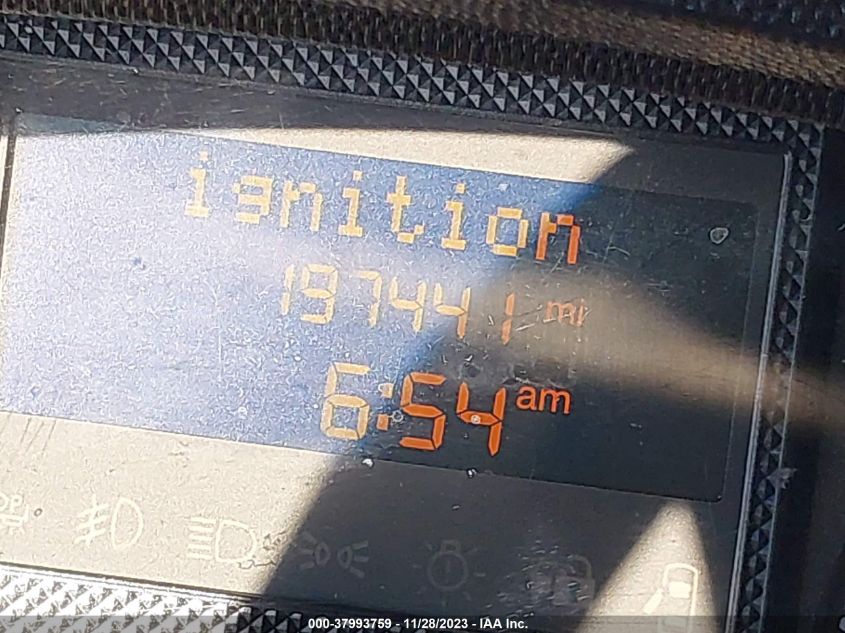 ignition
197441 mi
6:54 am
000-37993759 - 11/28/2023 - IAA Inc.